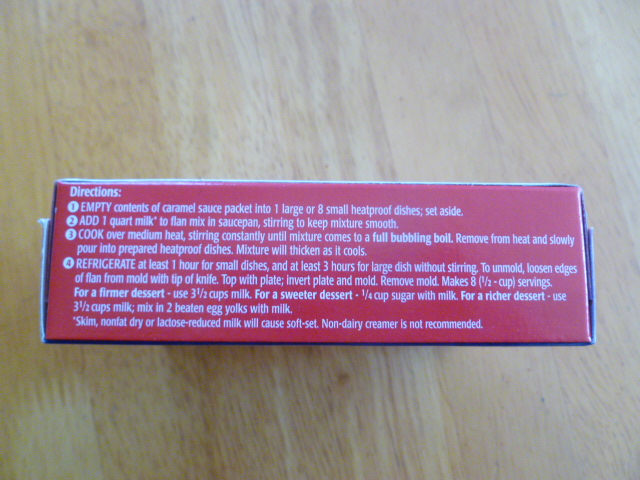 Directions:
1 EMPTY contents of caramel sauce packet into 1 large or 8 small heatproof dishes; set aside.
2 ADD 1 quart milk* to flan mix in saucepan, stirring to keep mixture smooth.
3 COOK over medium heat, stirring constantly until mixture comes to a full bubbling boil. Remove from heat and slowly
pour into prepared heatproof dishes. Mixture will thicken as it cools.
4 REFRIGERATE at least 1 hour for small dishes, and at least 3 hours for large dish without stirring. To unmold, loosen edges
of flan from mold with tip of knife. Top with plate; invert plate and mold. Remove mold. Makes 8 (1/2 - cup) servings.
For a firmer dessert - use 3 1/2 cups milk. For a sweeter dessert - 1/4 cup sugar with milk. For a richer dessert - use
3 1/2 cups milk; mix in 2 beaten egg yolks with milk.
*Skim, nonfat dry or lactose-reduced milk will cause soft-set. Non-dairy creamer is not recommended.